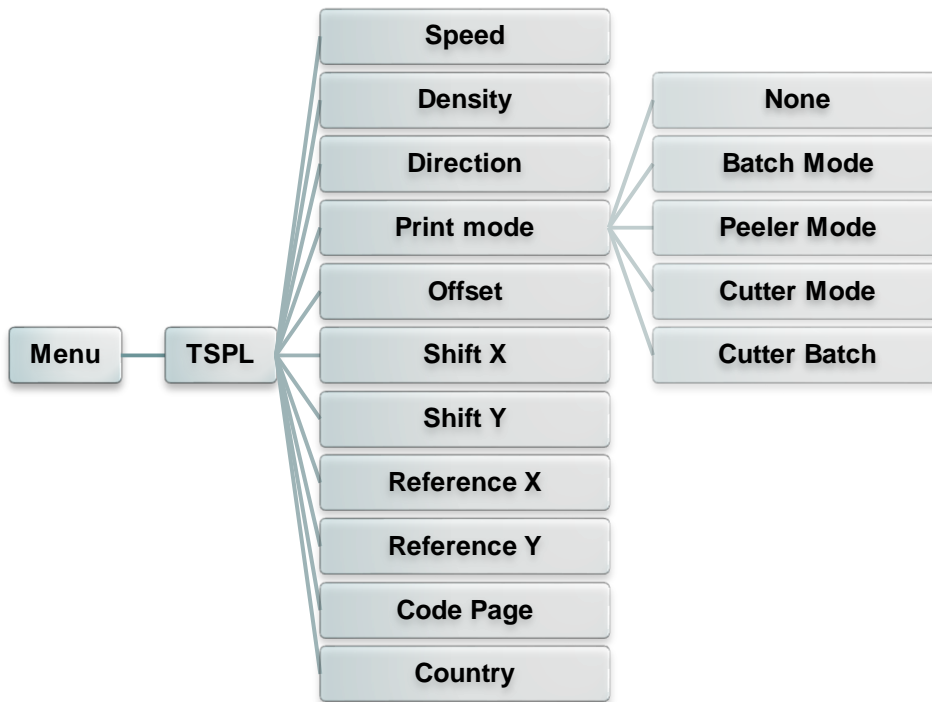 Menu
TSPL
Speed
Density
Direction
Print mode
Offset
Shift X
Shift Y
Reference X
Reference Y
Code Page
Country
None
Batch Mode
Peeler Mode
Cutter Mode
Cutter Batch